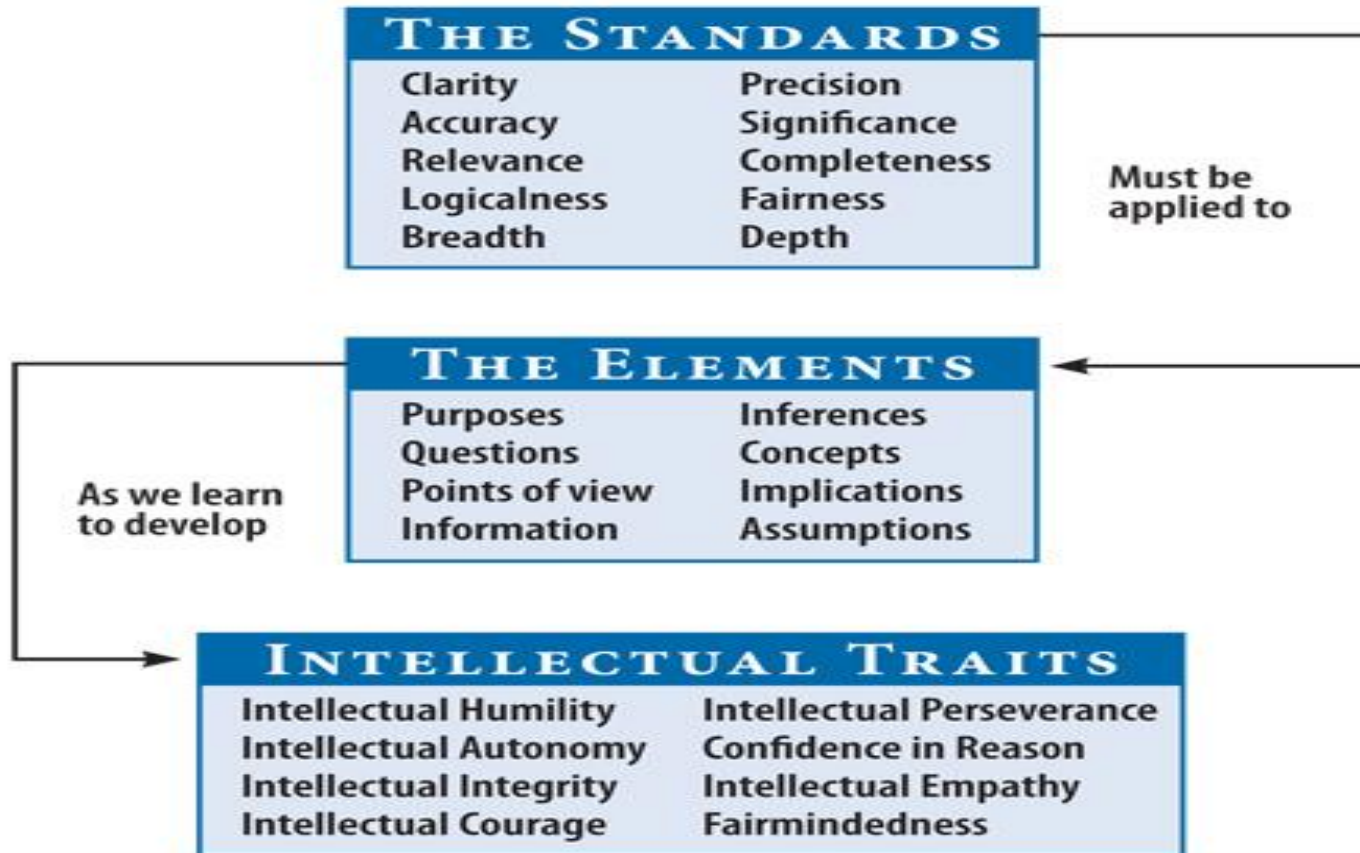 THE STANDARDS
Clarity Precision
Accuracy Significance
Relevance Completeness
Logicalness Fairness
Breadth Depth
Must be
applied to
THE ELEMENTS
Purposes Inferences
Questions Concepts
Points of view Implications
Information Assumptions
As we learn
to develop
INTELLECTUAL TRAITS
Intellectual Humility Intellectual Perseverance
Intellectual Autonomy Confidence in Reason
Intellectual Integrity Intellectual Empathy
Intellectual Courage Fairmindedness